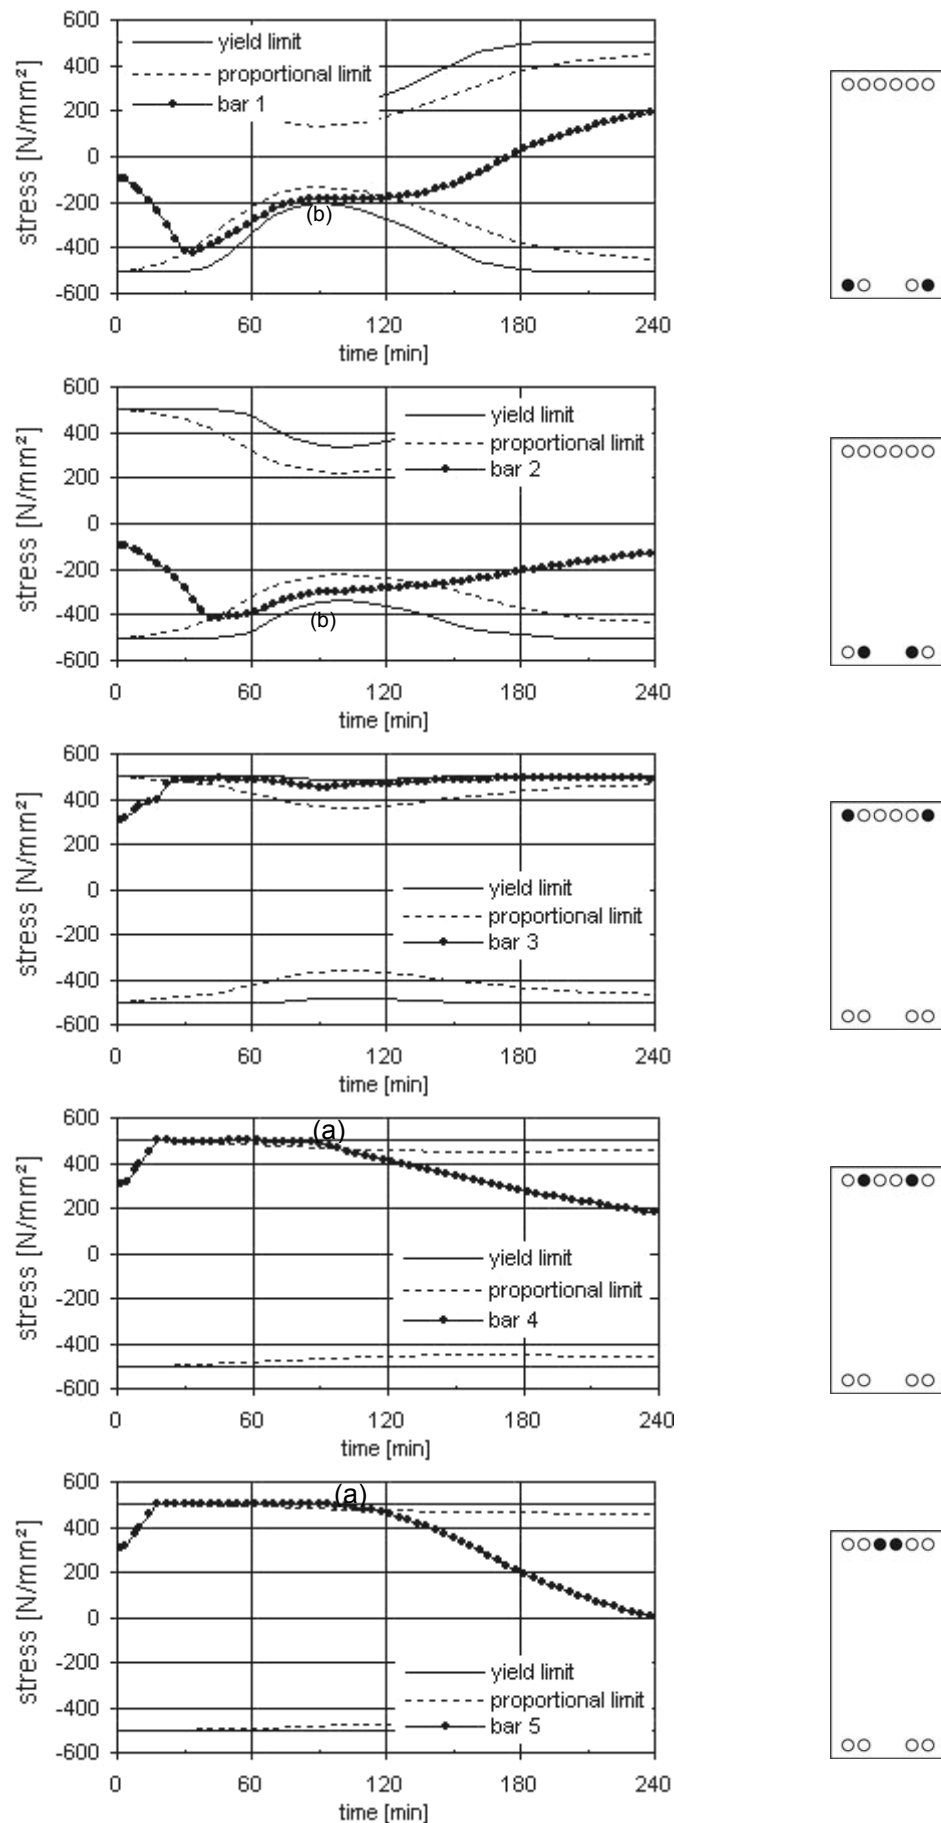 stress [N/mm²]
600
400
200
0
-200
-400
-600
yield limit
proportional limit
bar 1
(b)
0 60 120 180 240
time [min]
stress [N/mm²]
600
400
200
0
-200
-400
-600
yield limit
proportional limit
bar 2
(b)
0 60 120 180 240
time [min]
stress [N/mm²]
600
400
200
0
-200
-400
-600
yield limit
proportional limit
bar 3
0 60 120 180 240
time [min]
stress [N/mm²]
600
400
200
0
-200
-400
-600
(a)
yield limit
proportional limit
bar 4
0 60 120 180 240
time [min]
stress [N/mm²]
600
400
200
0
-200
-400
-600
(a)
yield limit
proportional limit
bar 5
0 60 120 180 240
time [min]